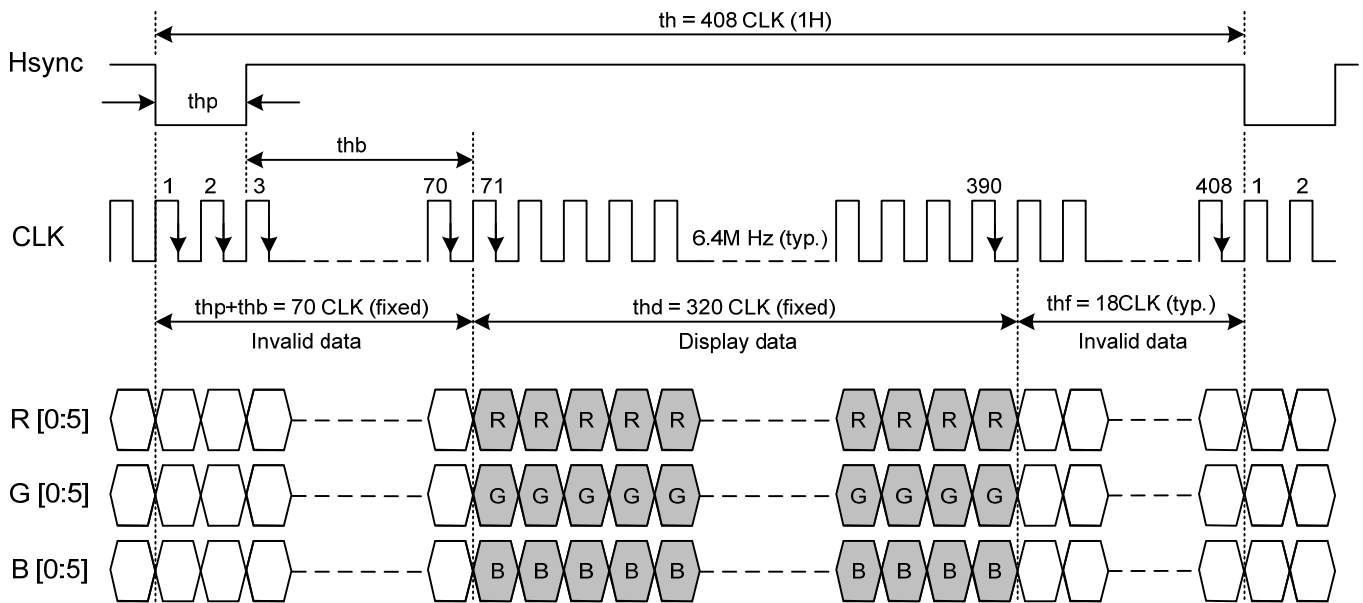 th = 408 CLK (1H)
Hsync
thp
thb
1 2 3 70 71 390 408 1 2
CLK
6.4M Hz (typ.)
thp+thb = 70 CLK (fixed) thd = 320 CLK (fixed) thf = 18CLK (typ.)
Invalid data Display data Invalid data
R [0:5] R R R R R R R R R
G [0:5] G G G G G G G G G
B [0:5] B B B B B B B B B